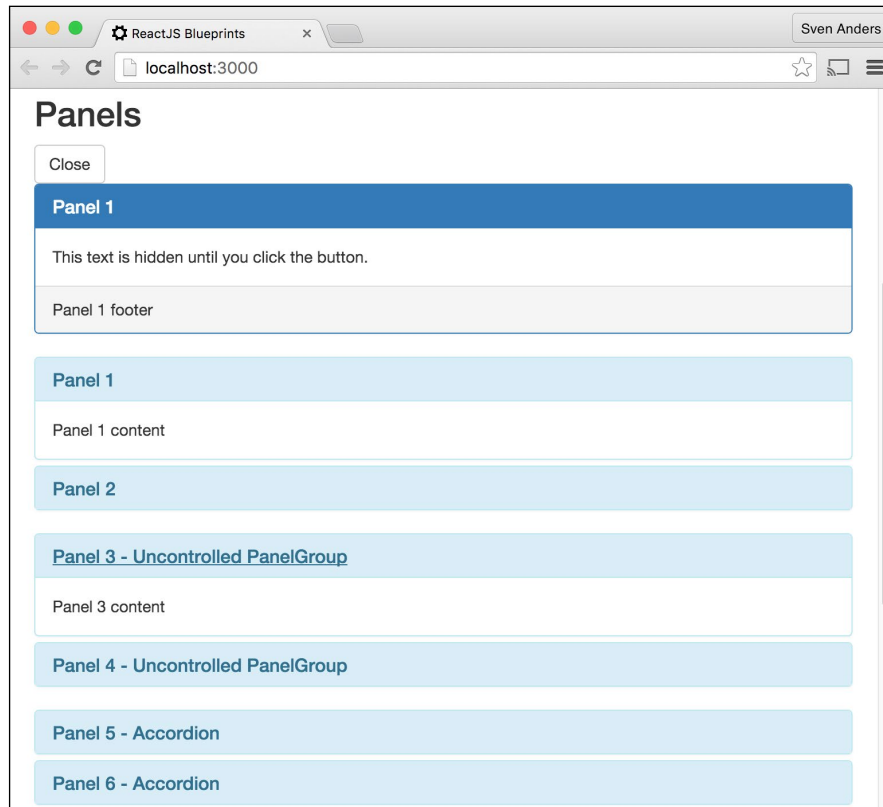 ReactJS Blueprints
Sven Anders
localhost:3000
Panels
Close
Panel 1
This text is hidden until you click the button.
Panel 1 footer
Panel 1
Panel 1 content
Panel 2
Panel 3 - Uncontrolled PanelGroup
Panel 3 content
Panel 4 - Uncontrolled PanelGroup
Panel 5 - Accordion
Panel 6 - Accordion